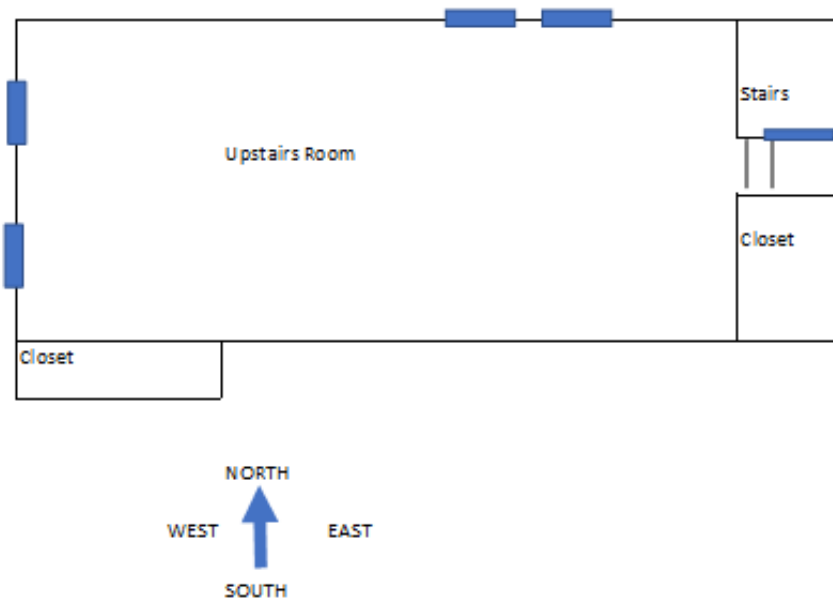 Stairs
Upstairs Room
Closet
Closet
NORTH
WEST EAST
SOUTH